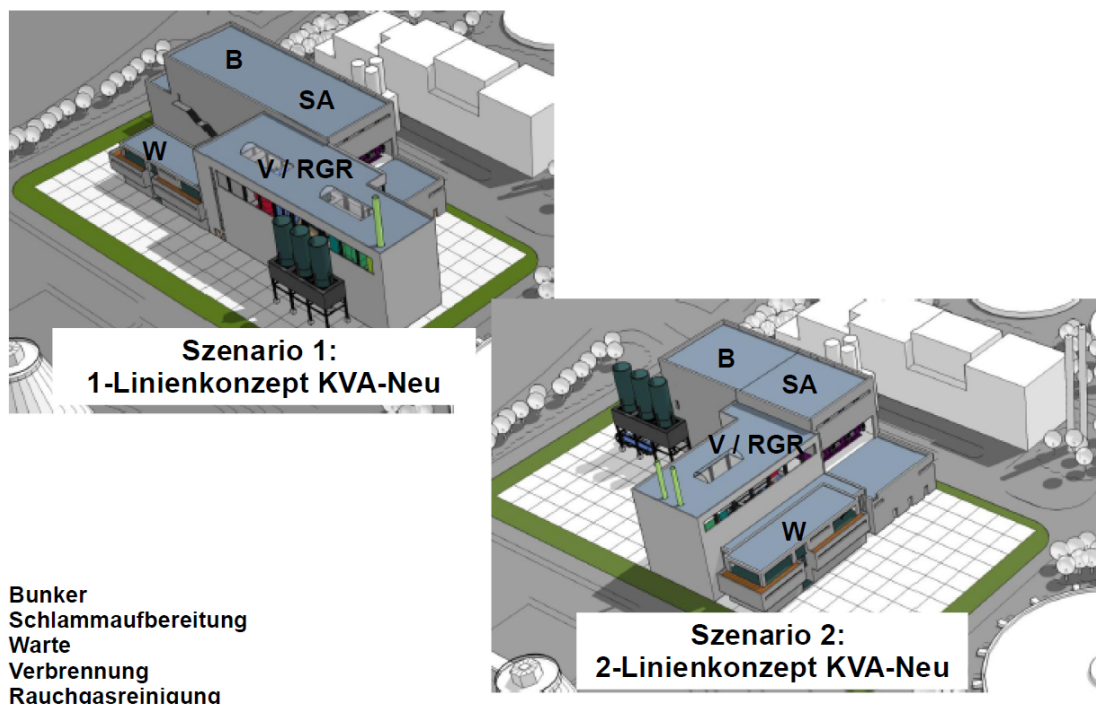 B
SA
W
V / RGR
Szenario 1:
1-Linienkonzept KVA-Neu
B
SA
V / RGR
W
Szenario 2:
2-Linienkonzept KVA-Neu
Bunker
Schlammaufbereitung
Warte
Verbrennung
Rauchgasreinigung